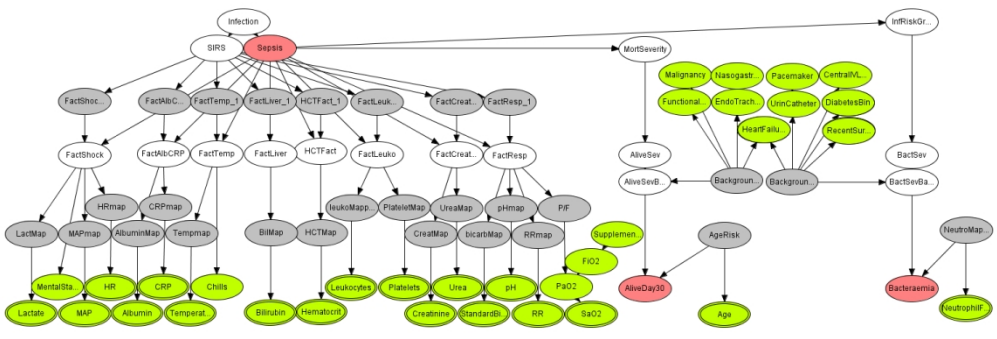 Infection
InfRiskGr...
SIRS
Sepsis
MortSeverity
Malignancy
Nasogastr...
Pacemaker
CentralIVL...
FactShoc...
FactAlbC...
FactTemp_1
FactLiver_1
HCTFact_1
FactLeuk...
FactCreat...
FactResp_1
Functional...
EndoTrach...
UrinCatheter
DiabetesBin
HeartFailu...
RecentSur...
FactShock
FactAlbCRP
FactTemp
FactLiver
HCTFact
FactLeuko
FactCreat...
FactResp
AliveSev
BactSev
AliveSevB...
Backgroun...
Backgroun...
BactSevBa...
HRmap
CRPmap
leukoMapp...
PlateletMap
UreaMap
pHmap
P/F
LactMap
MAPmap
AlbuminMap
Tempmap
BilMap
HCTMap
CreatMap
bicarbMap
RRmap
Supplemen...
AgeRisk
NeutroMap...
FiO2
MentalSta...
HR
CRP
Chills
Leukocytes
Platelets
Urea
pH
PaO2
AliveDay30
Bacteraemia
Lactate
MAP
Albumin
Temperat...
Bilirubin
Hematocrit
Creatinine
StandardBi...
RR
SaO2
Age
NeutrophilF...